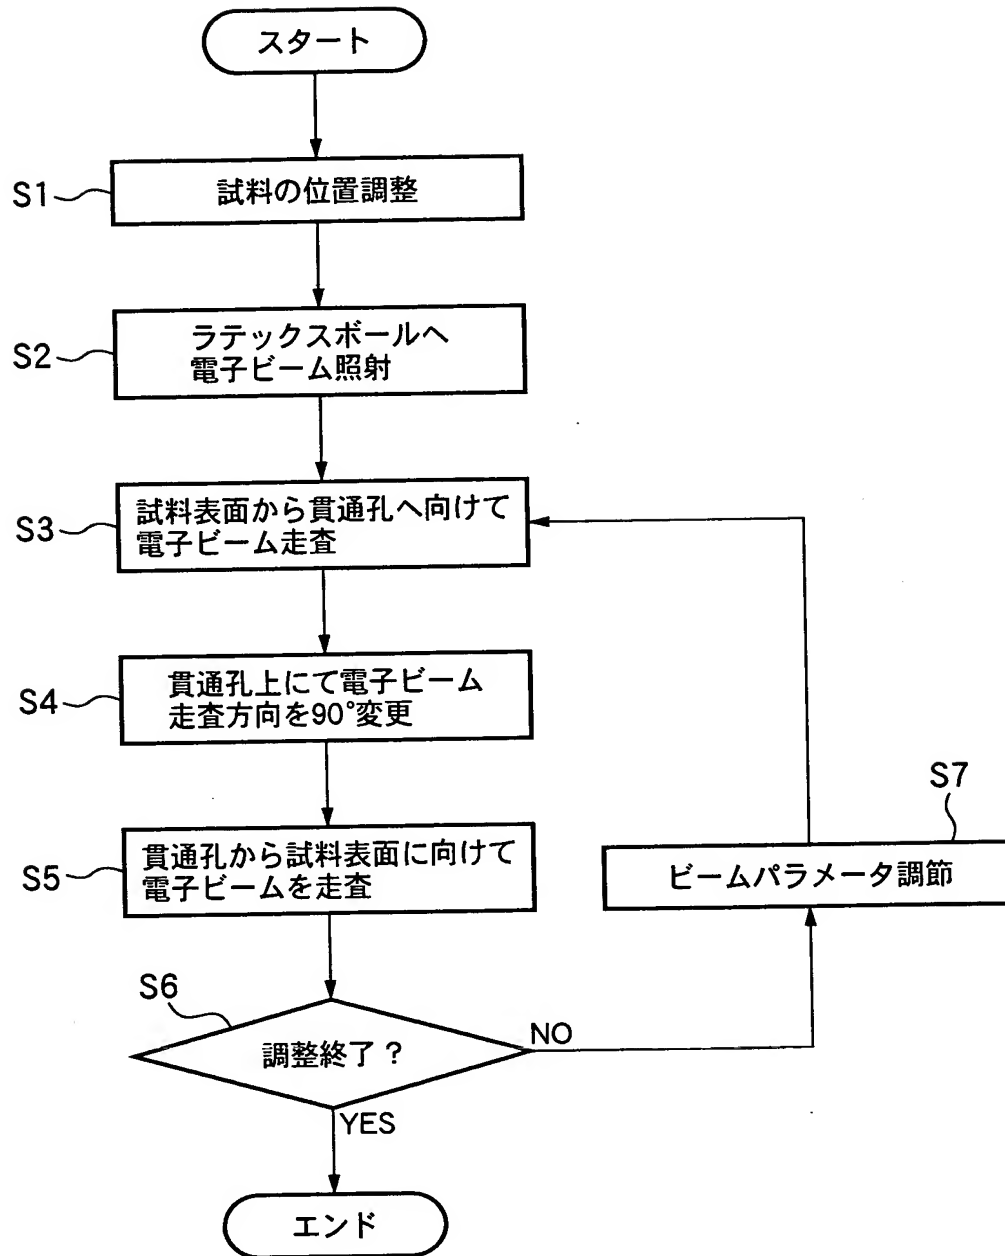 スタート
S1
試料の位置調整
S2
ラテックスボールへ
電子ビーム照射
S3
試料表面から貫通孔へ向けて
電子ビーム走査
S4
貫通孔上にて電子ビーム
走査方向を90°変更
S5
貫通孔から試料表面に向けて
電子ビームを走査
S7
ビームパラメータ調節
S6
調整終了？
NO
YES
エンド